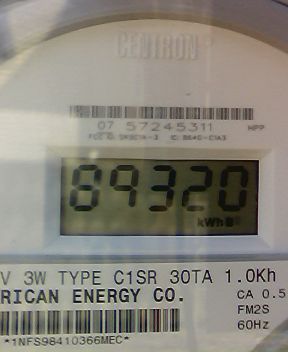 CENTRON®
07 57245311 HPP
89320
kWh
V 3W TYPE C1SR 30TA 1.0Kh
RICAN ENERGY CO.
CA 0.5
FM2S
60Hz
*1NFS98410366MEC*